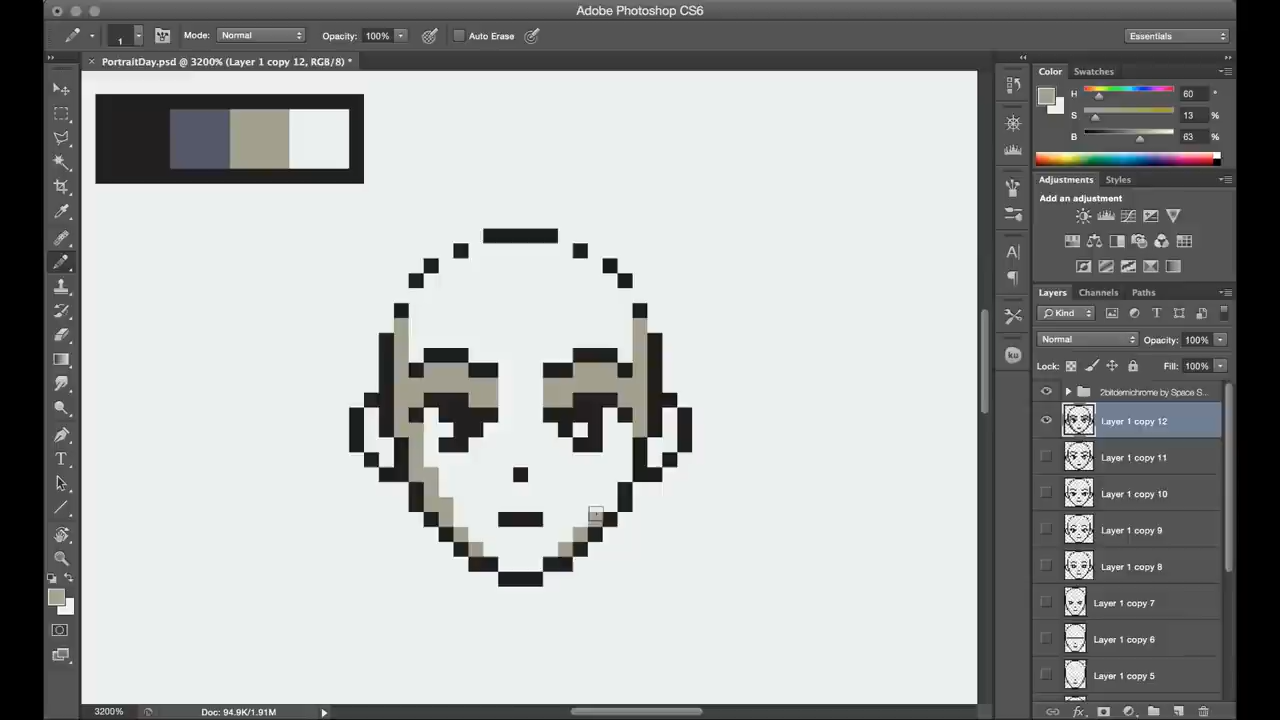 Adobe Photoshop CS6
1 Mode: Normal Opacity: 100% Auto Erase Essentials
PortraitDay.psd @ 3200% (Layer 1 copy 12, RGB/8) *
Color Swatches
H 60 °
S 13 %
B 63 %
Adjustments Styles
Add an adjustment
Layers Channels Paths
Kind
Normal Opacity: 100%
Lock: Fill: 100%
2bitdemichrome by Space S...
Layer 1 copy 12
Layer 1 copy 11
Layer 1 copy 10
Layer 1 copy 9
Layer 1 copy 8
Layer 1 copy 7
Layer 1 copy 6
Layer 1 copy 5
3200% Doc: 94.9K/1.91M